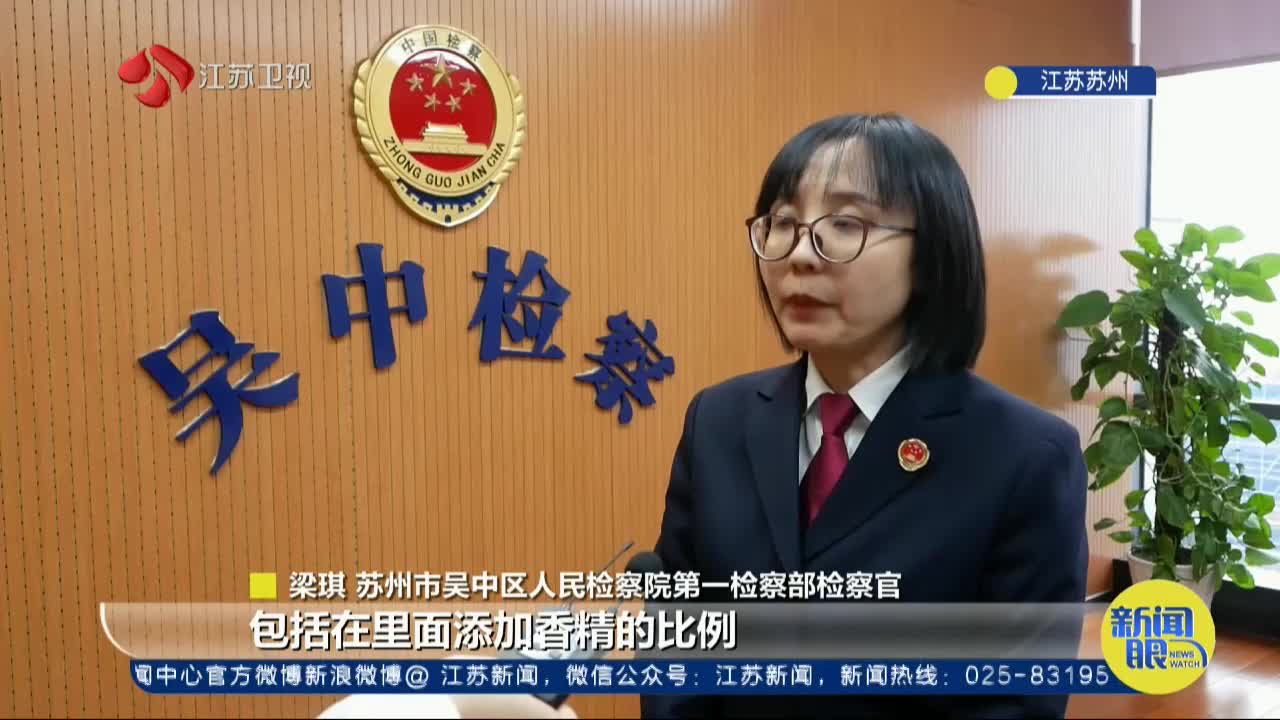 江苏卫视
江苏苏州
中国检察
ZHONG GUO JIAN CHA
吴中检察
梁琪 苏州市吴中区人民检察院第一检察部检察官
包括在里面添加香精的比例
新闻眼
NEWS
WATCH
闻中心官方微博新浪微博@ 江苏新闻，微信公众号：江苏新闻，新闻热线：025-83195